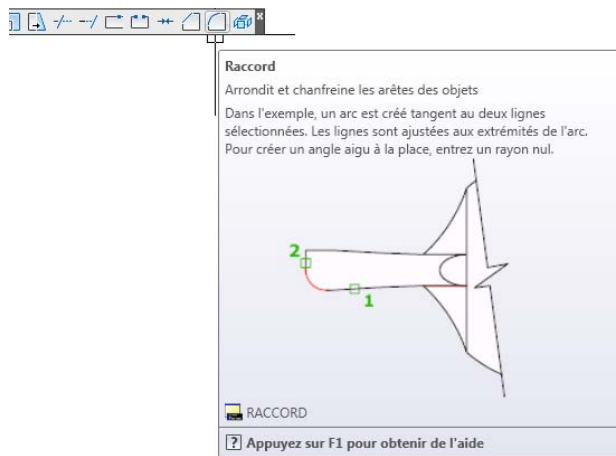 Raccord
Arrondit et chanfreine les arêtes des objets
Dans l'exemple, un arc est créé tangent au deux lignes
sélectionnées. Les lignes sont ajustées aux extrémités de l'arc.
Pour créer un angle aigu à la place, entrez un rayon nul.
2
1
RACCORD
? Appuyez sur F1 pour obtenir de l'aide